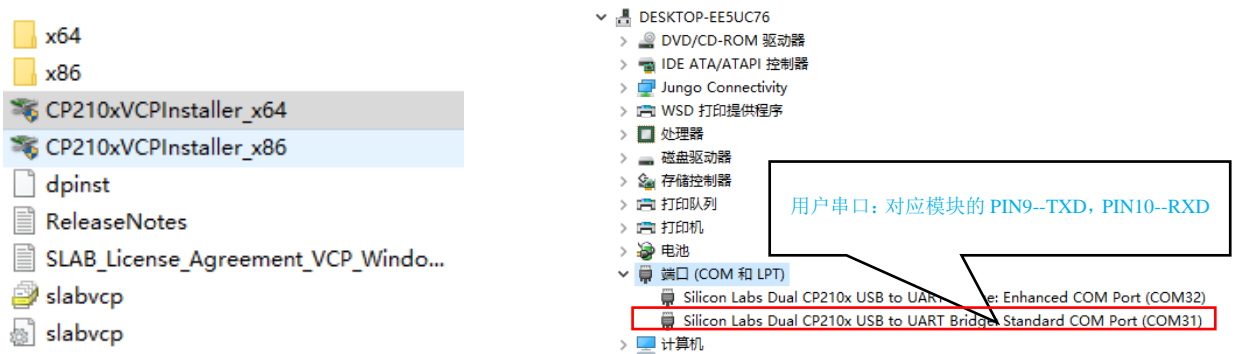 x64
x86
CP210xVCPInstaller_x64
CP210xVCPInstaller_x86
dpinst
ReleaseNotes
SLAB_License_Agreement_VCP_Windo...
slabvcp
slabvcp
DESKTOP-EE5UC76
DVD/CD-ROM 驱动器
IDE ATA/ATAPI 控制器
Jungo Connectivity
WSD 打印提供程序
处理器
磁盘驱动器
存储控制器
打印队列
打印机
电池
端口 (COM 和 LPT)
Silicon Labs Dual CP210x USB to UART e: Enhanced COM Port (COM32)
Silicon Labs Dual CP210x USB to UART Bridge: Standard COM Port (COM31)
计算机
用户串口：对应模块的 PIN9--TXD，PIN10--RXD